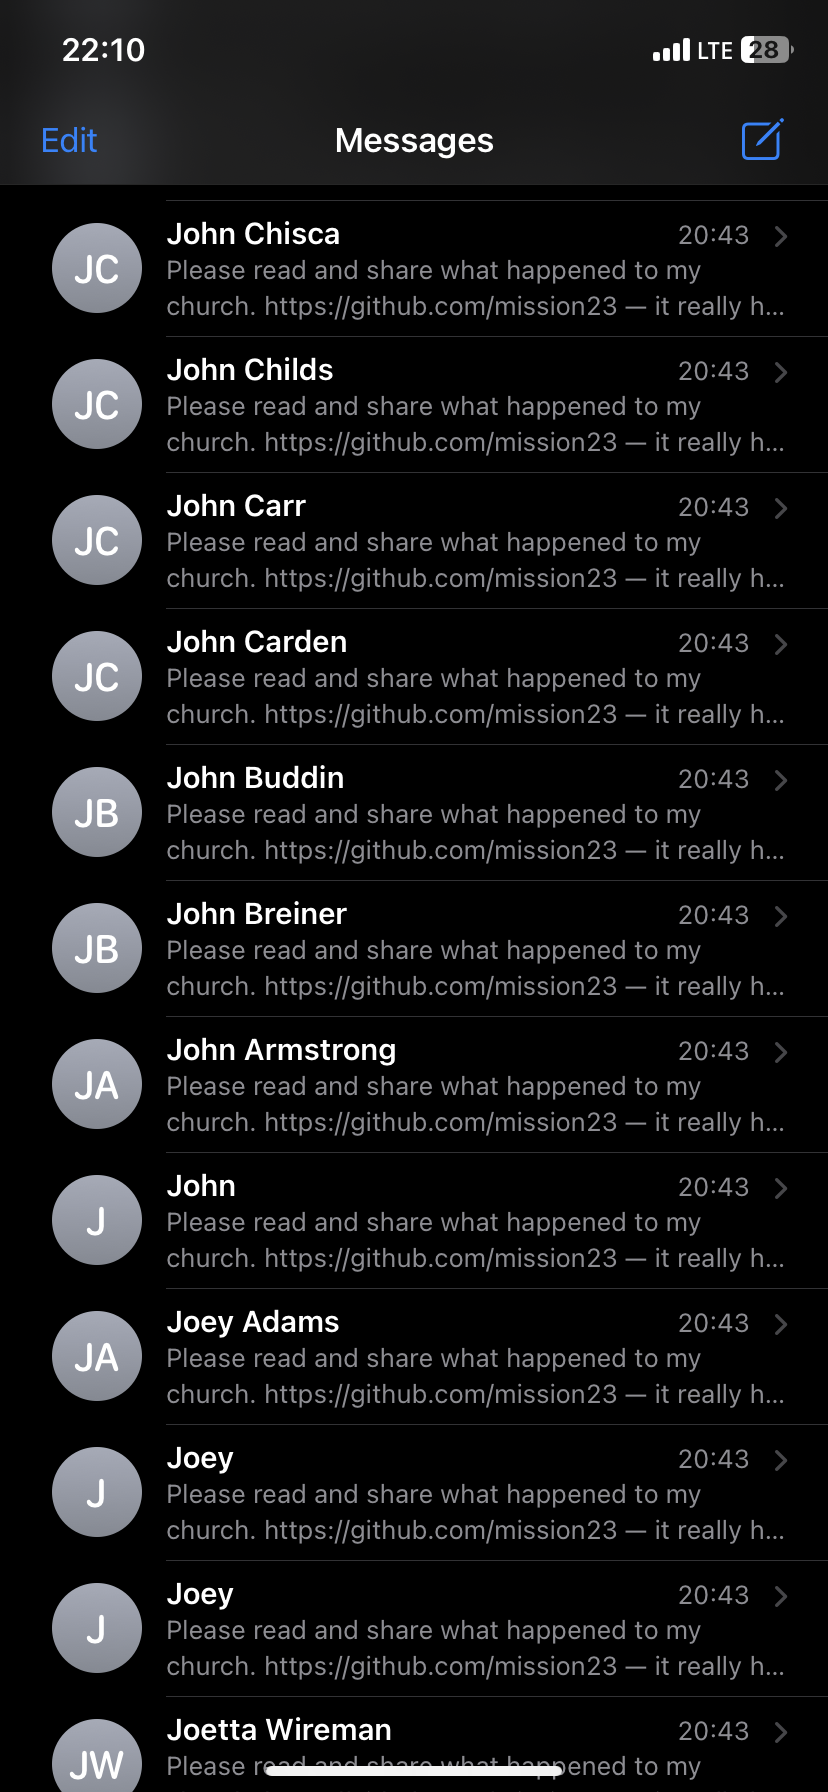 22:10
LTE 28
Edit
Messages
JC
John Chisca
20:43
Please read and share what happened to my
church. https://github.com/mission23 — it really h...
JC
John Childs
20:43
Please read and share what happened to my
church. https://github.com/mission23 — it really h...
JC
John Carr
20:43
Please read and share what happened to my
church. https://github.com/mission23 — it really h...
JC
John Carden
20:43
Please read and share what happened to my
church. https://github.com/mission23 — it really h...
JB
John Buddin
20:43
Please read and share what happened to my
church. https://github.com/mission23 — it really h...
JB
John Breiner
20:43
Please read and share what happened to my
church. https://github.com/mission23 — it really h...
JA
John Armstrong
20:43
Please read and share what happened to my
church. https://github.com/mission23 — it really h...
J
John
20:43
Please read and share what happened to my
church. https://github.com/mission23 — it really h...
JA
Joey Adams
20:43
Please read and share what happened to my
church. https://github.com/mission23 — it really h...
J
Joey
20:43
Please read and share what happened to my
church. https://github.com/mission23 — it really h...
J
Joey
20:43
Please read and share what happened to my
church. https://github.com/mission23 — it really h...
JW
Joetta Wireman
20:43
Please read and share what happened to my